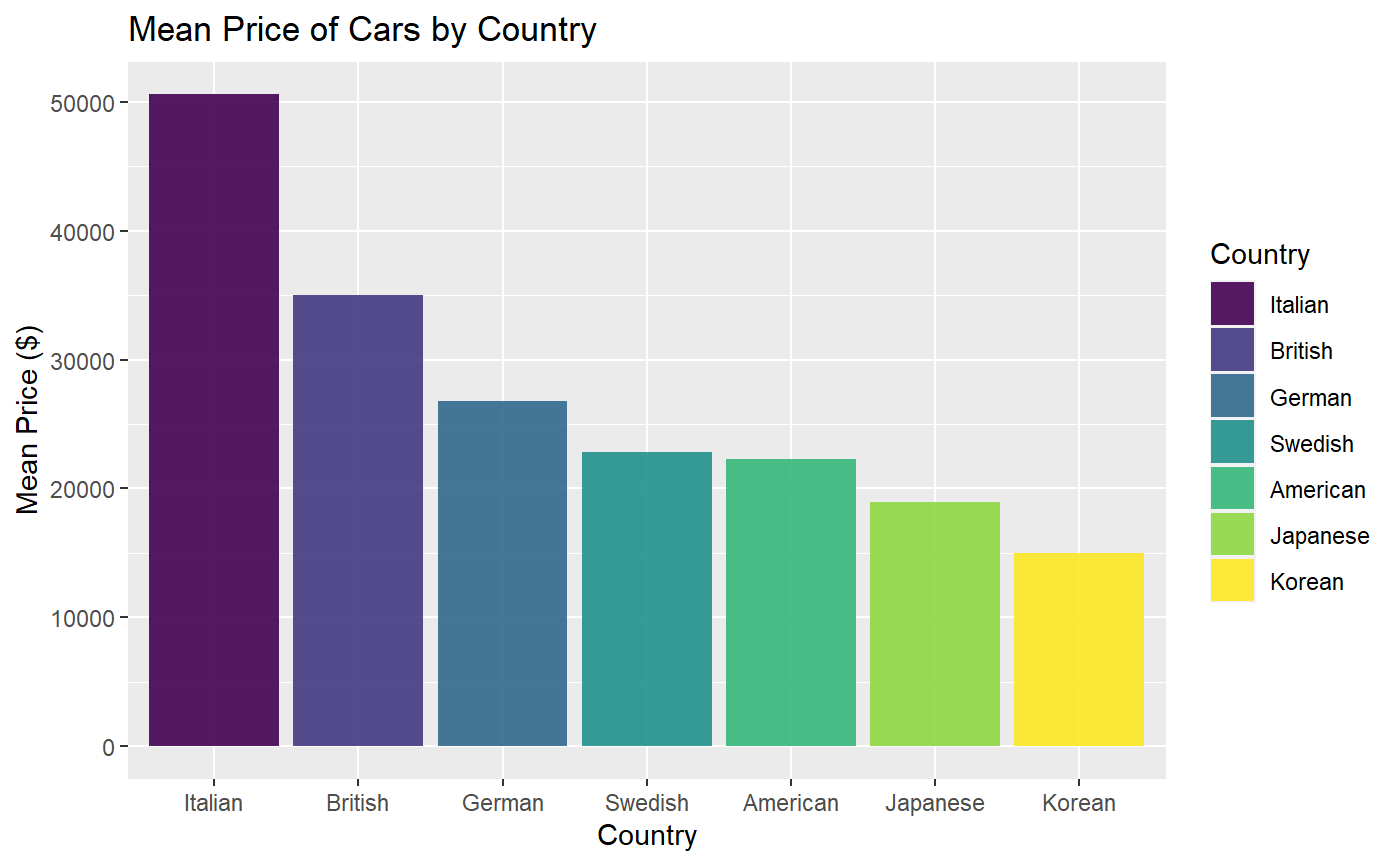 Mean Price of Cars by Country
Mean Price ($)
50000
40000
30000
20000
10000
0
Italian
British
German
Swedish
American
Japanese
Korean
Country
Country
Italian
British
German
Swedish
American
Japanese
Korean